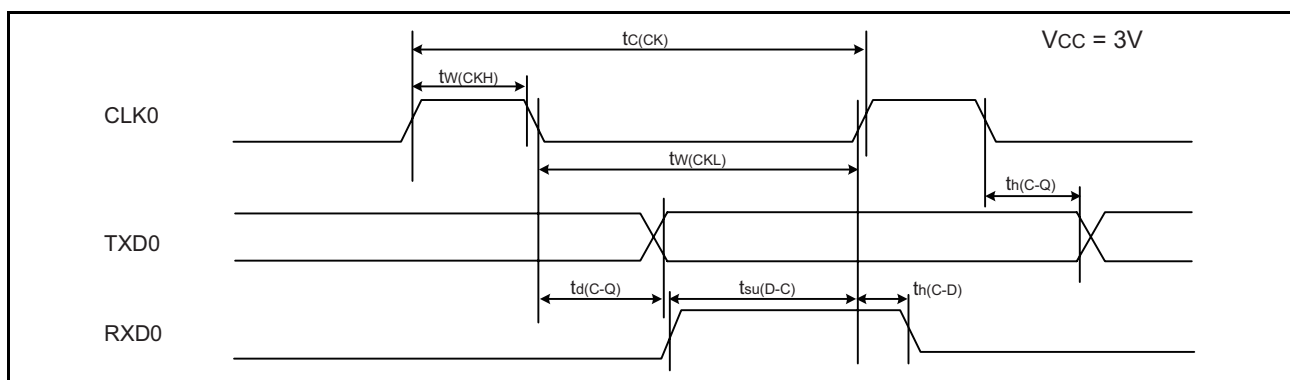 tC(CK)
VCC = 3V
tW(CKH)
CLK0
tW(CKL)
th(C-Q)
TXD0
td(C-Q)
tsu(D-C)
th(C-D)
RXD0